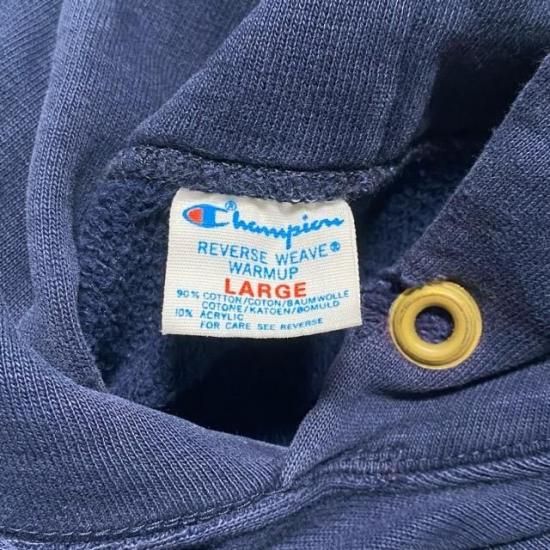 Champion®
REVERSE WEAVE®
WARMUP
LARGE
90% COTTON/COTON/BAUMWOLLE
COTONE/KATOEN/BOMULD
10% ACRYLIC
FOR CARE SEE REVERSE